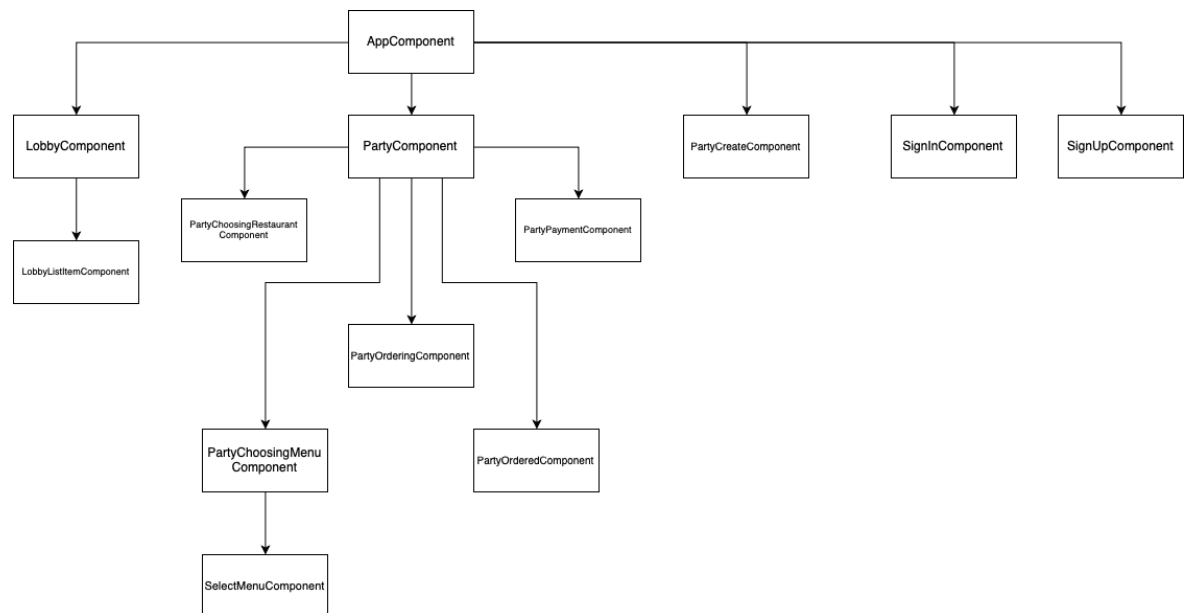 AppComponent
LobbyComponent
PartyComponent
PartyCreateComponent
SignInComponent
SignUpComponent
PartyChoosingRestaurant
Component
PartyPaymentComponent
LobbyListItemComponent
PartyOrderingComponent
PartyChoosingMenu
Component
PartyOrderedComponent
SelectMenuComponent